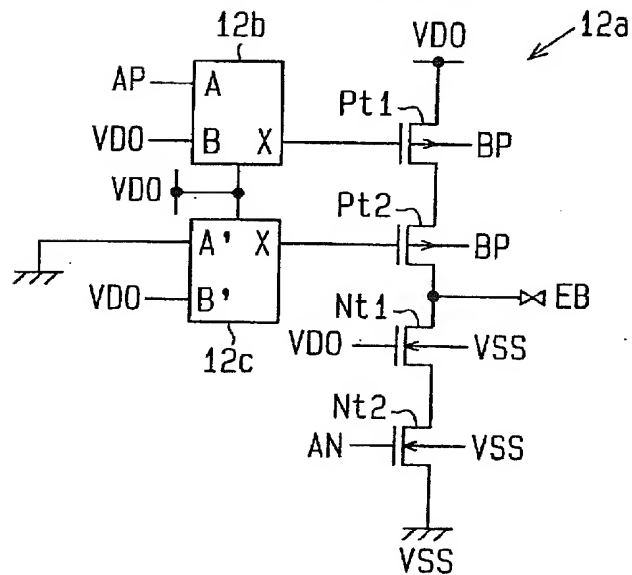 12b
VDO
12a
AP
A
Pt1
VDO
B
X
BP
VDO
Pt2
A'
X
BP
VDO
B'
Nt1
EB
12c
VDO
VSS
Nt2
AN
VSS
VSS